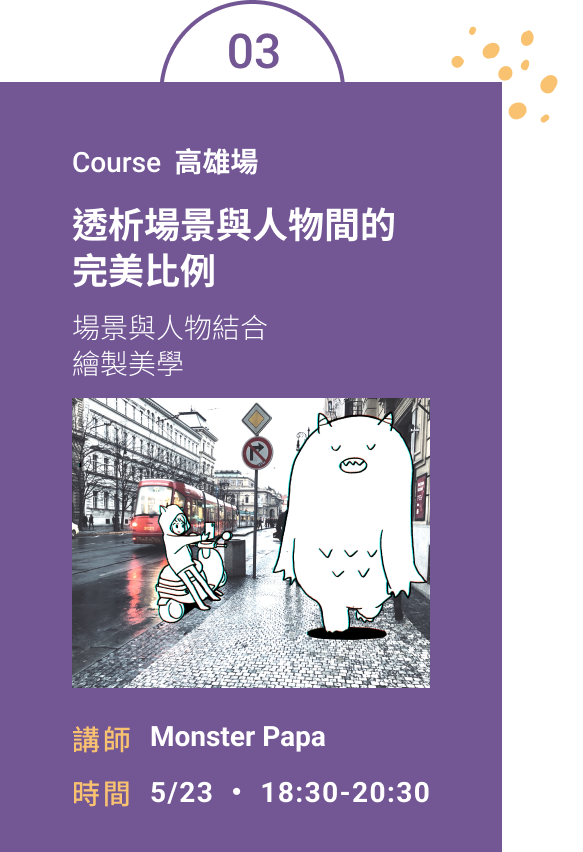 03
Course 高雄場
透析場景與人物間的
完美比例
場景與人物結合
繪製美學
講師 Monster Papa
時間 5/23 • 18:30-20:30